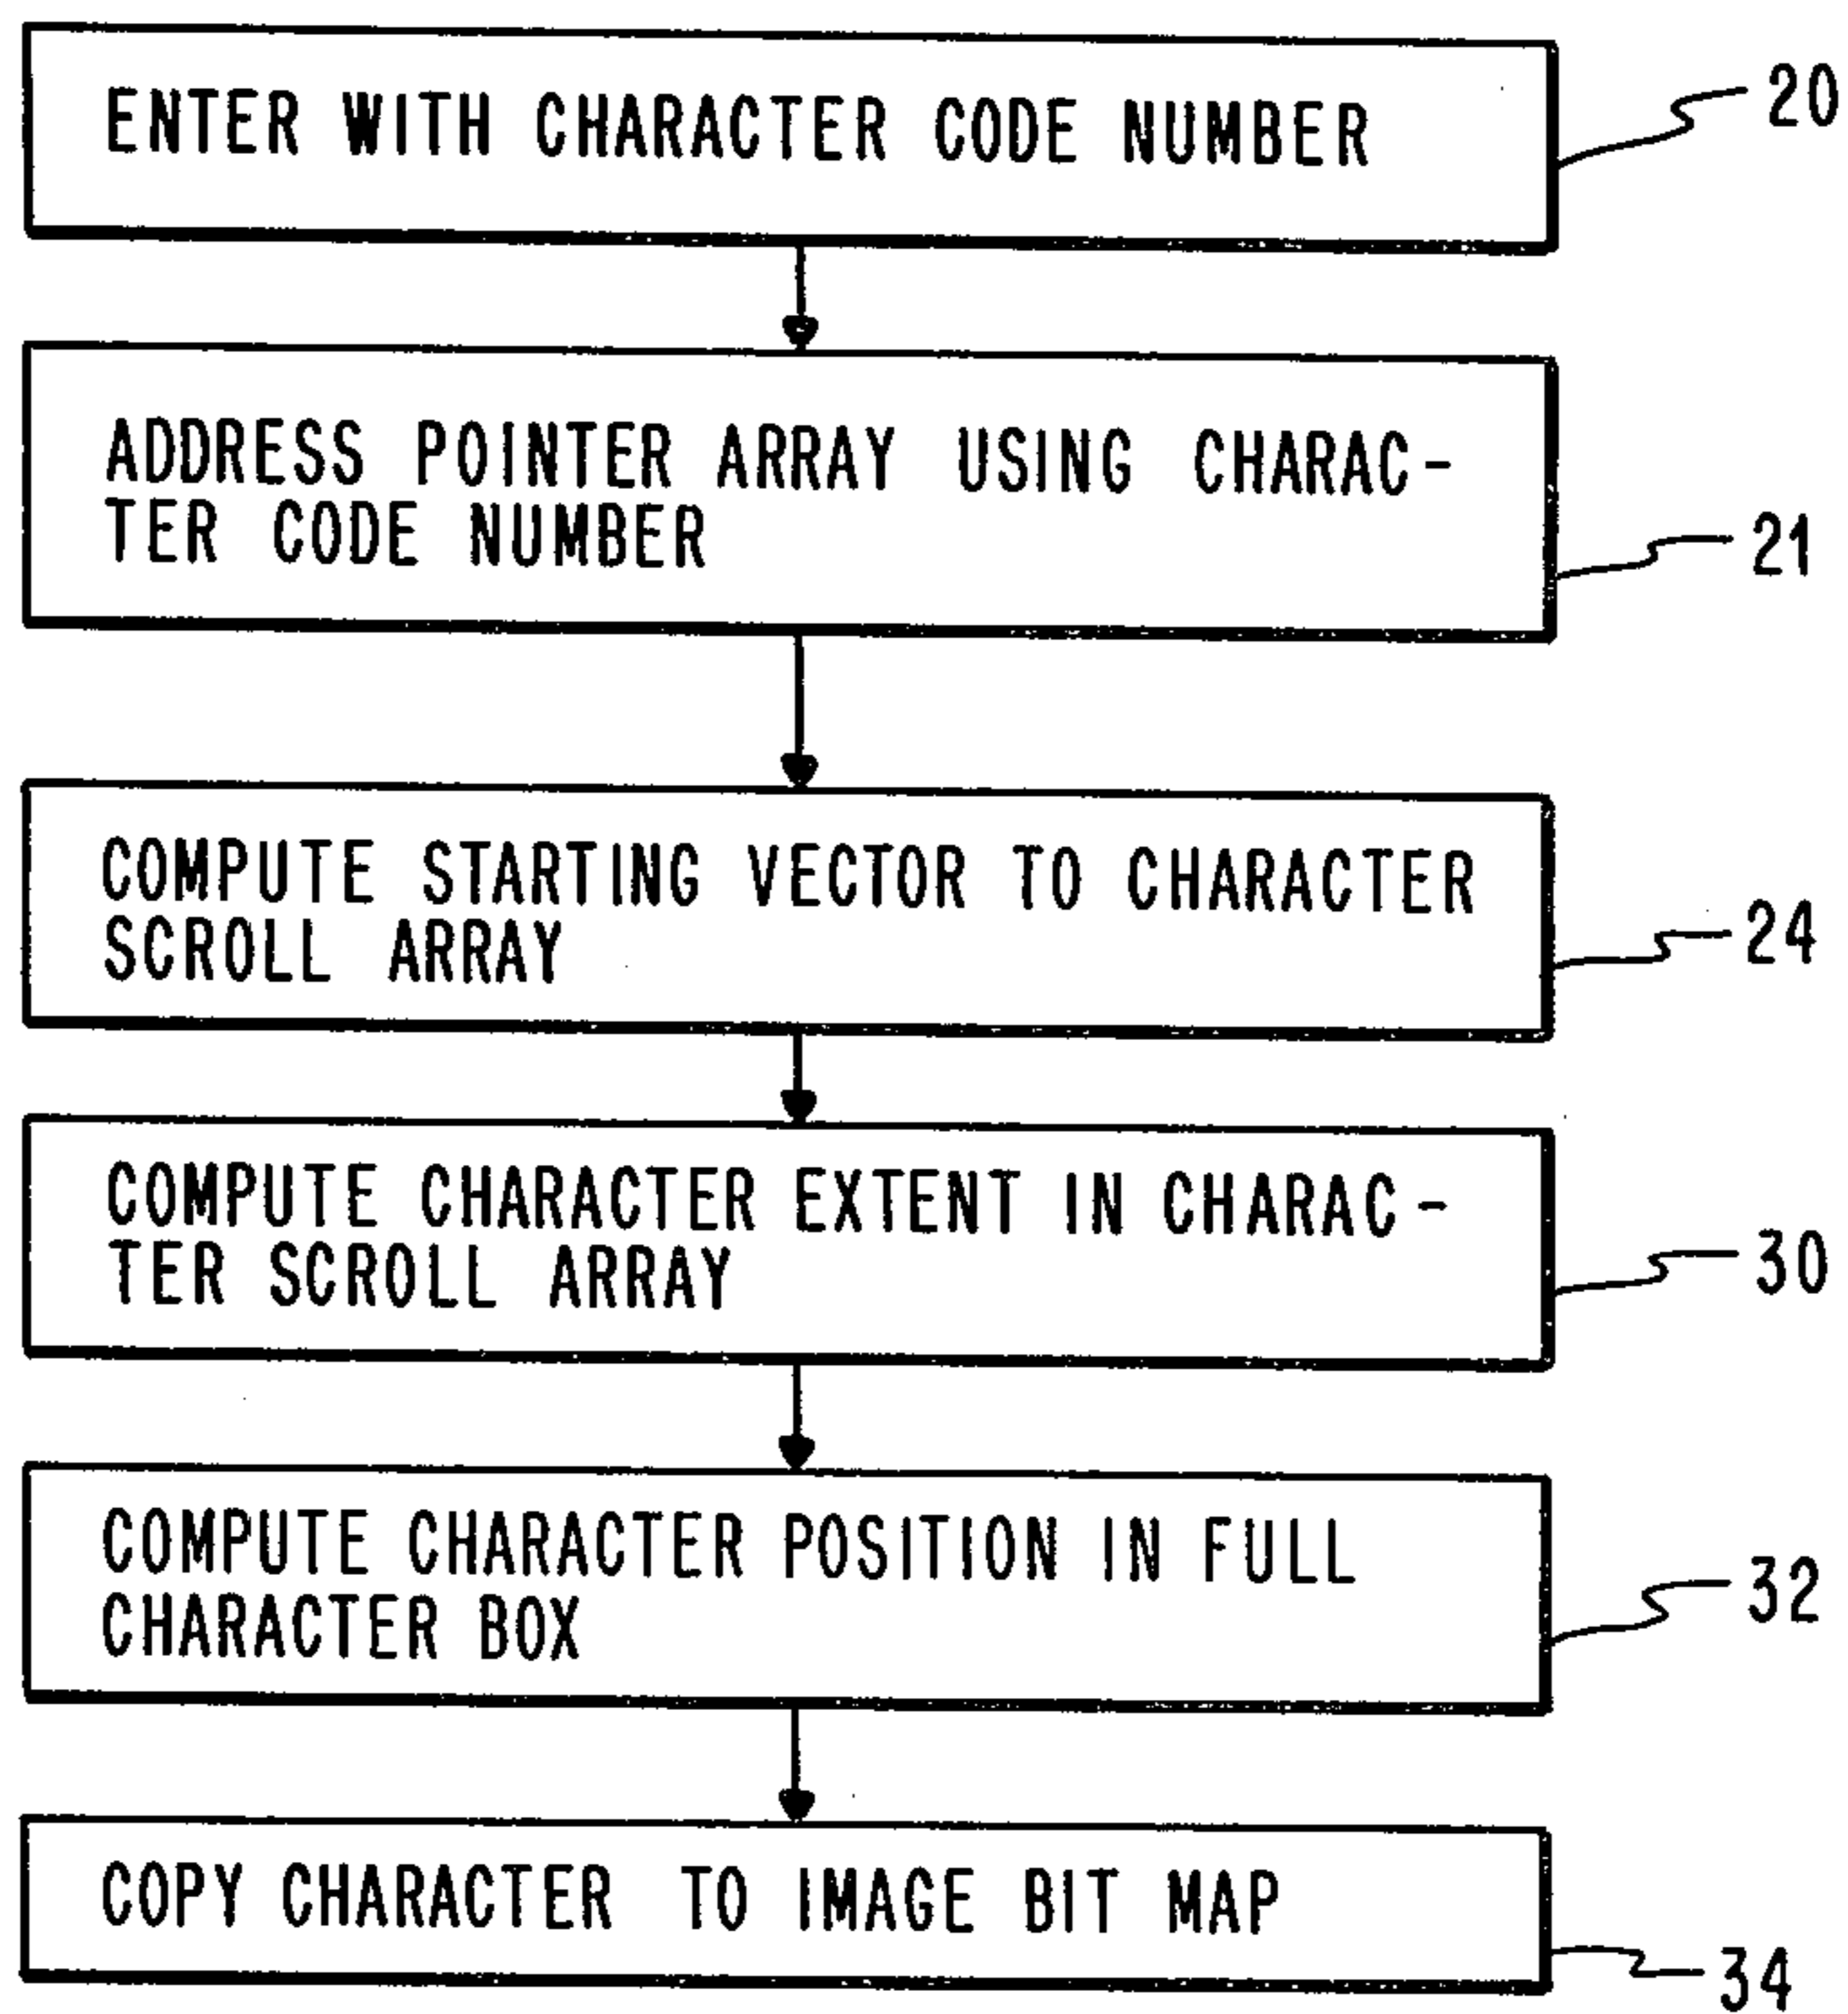 ENTER WITH CHARACTER CODE NUMBER
20
ADDRESS POINTER ARRAY USING CHARAC-
TER CODE NUMBER
21
COMPUTE STARTING VECTOR TO CHARACTER
SCROLL ARRAY
24
COMPUTE CHARACTER EXTENT IN CHARAC-
TER SCROLL ARRAY
30
COMPUTE CHARACTER POSITION IN FULL
CHARACTER BOX
32
COPY CHARACTER TO IMAGE BIT MAP
34